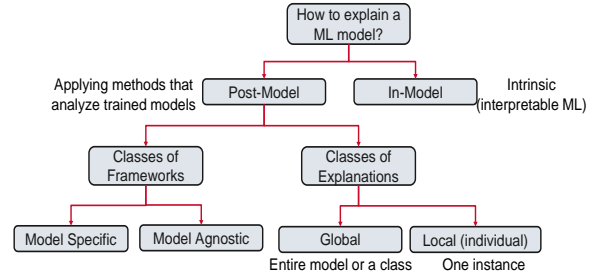 How to explain a
ML model?
Applying methods that
analyze trained models
Post-Model
In-Model
Intrinsic
(interpretable ML)
Classes of
Frameworks
Classes of
Explanations
Model Specific
Model Agnostic
Global
Local (individual)
Entire model or a class
One instance